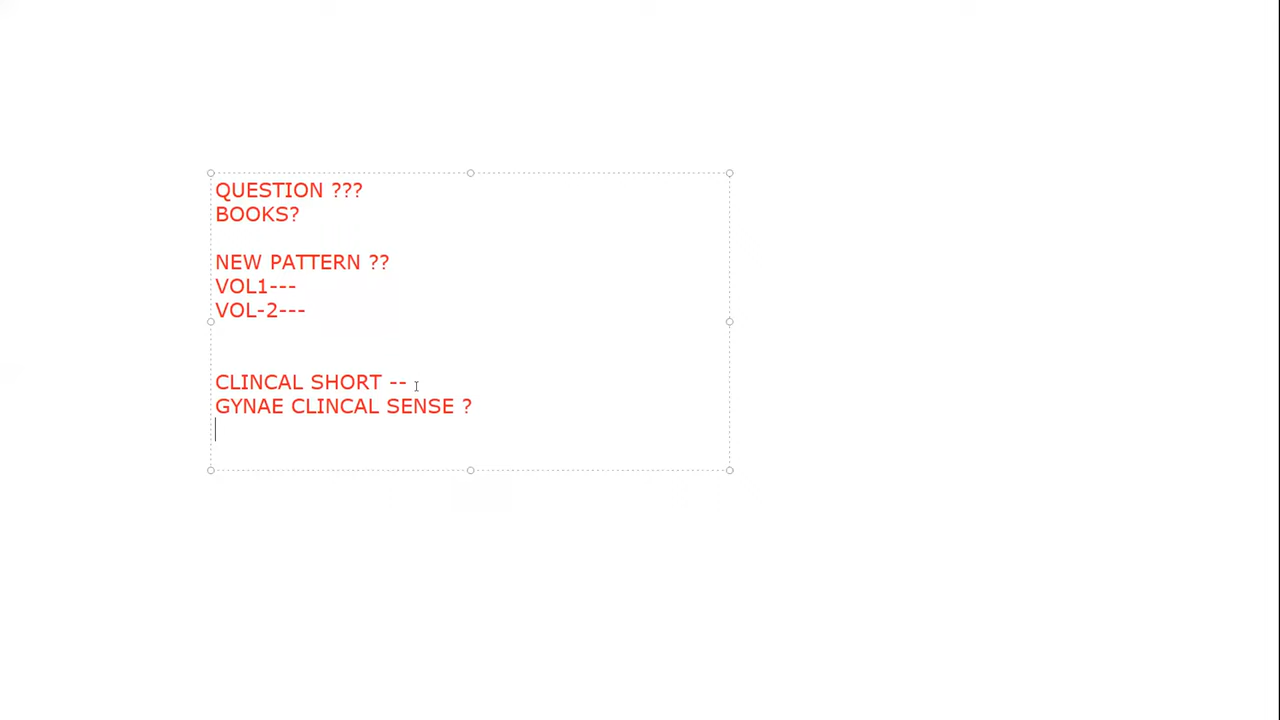 QUESTION ???
BOOKS?
NEW PATTERN ??
VOL1---
VOL-2---
CLINCAL SHORT --
GYNAE CLINCAL SENSE ?